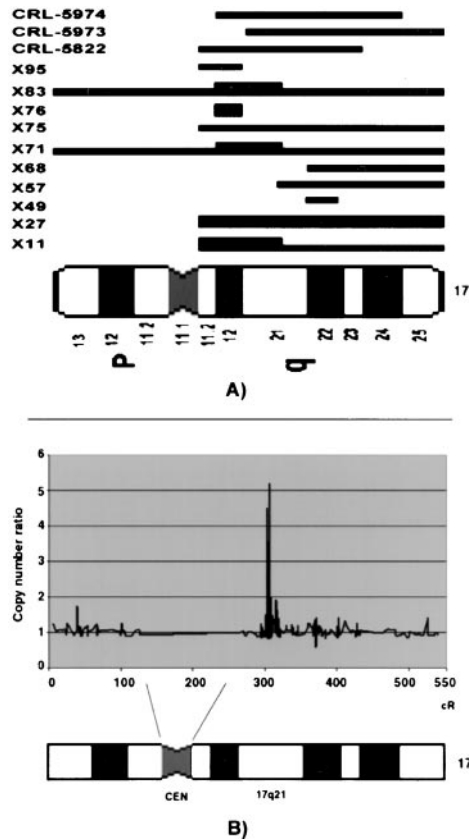 CRL-5974
CRL-5973
CRL-5822
X95
X83
X76
X75
X71
X68
X57
X49
X27
X11
17
13 12 11 2 11 1 11 2 12 21 22 23 24 25
p q
A)
Copy number ratio
6
5
4
3
2
1
0
0 100 200 300 400 500 550
cR
17
CEN 17q21
B)